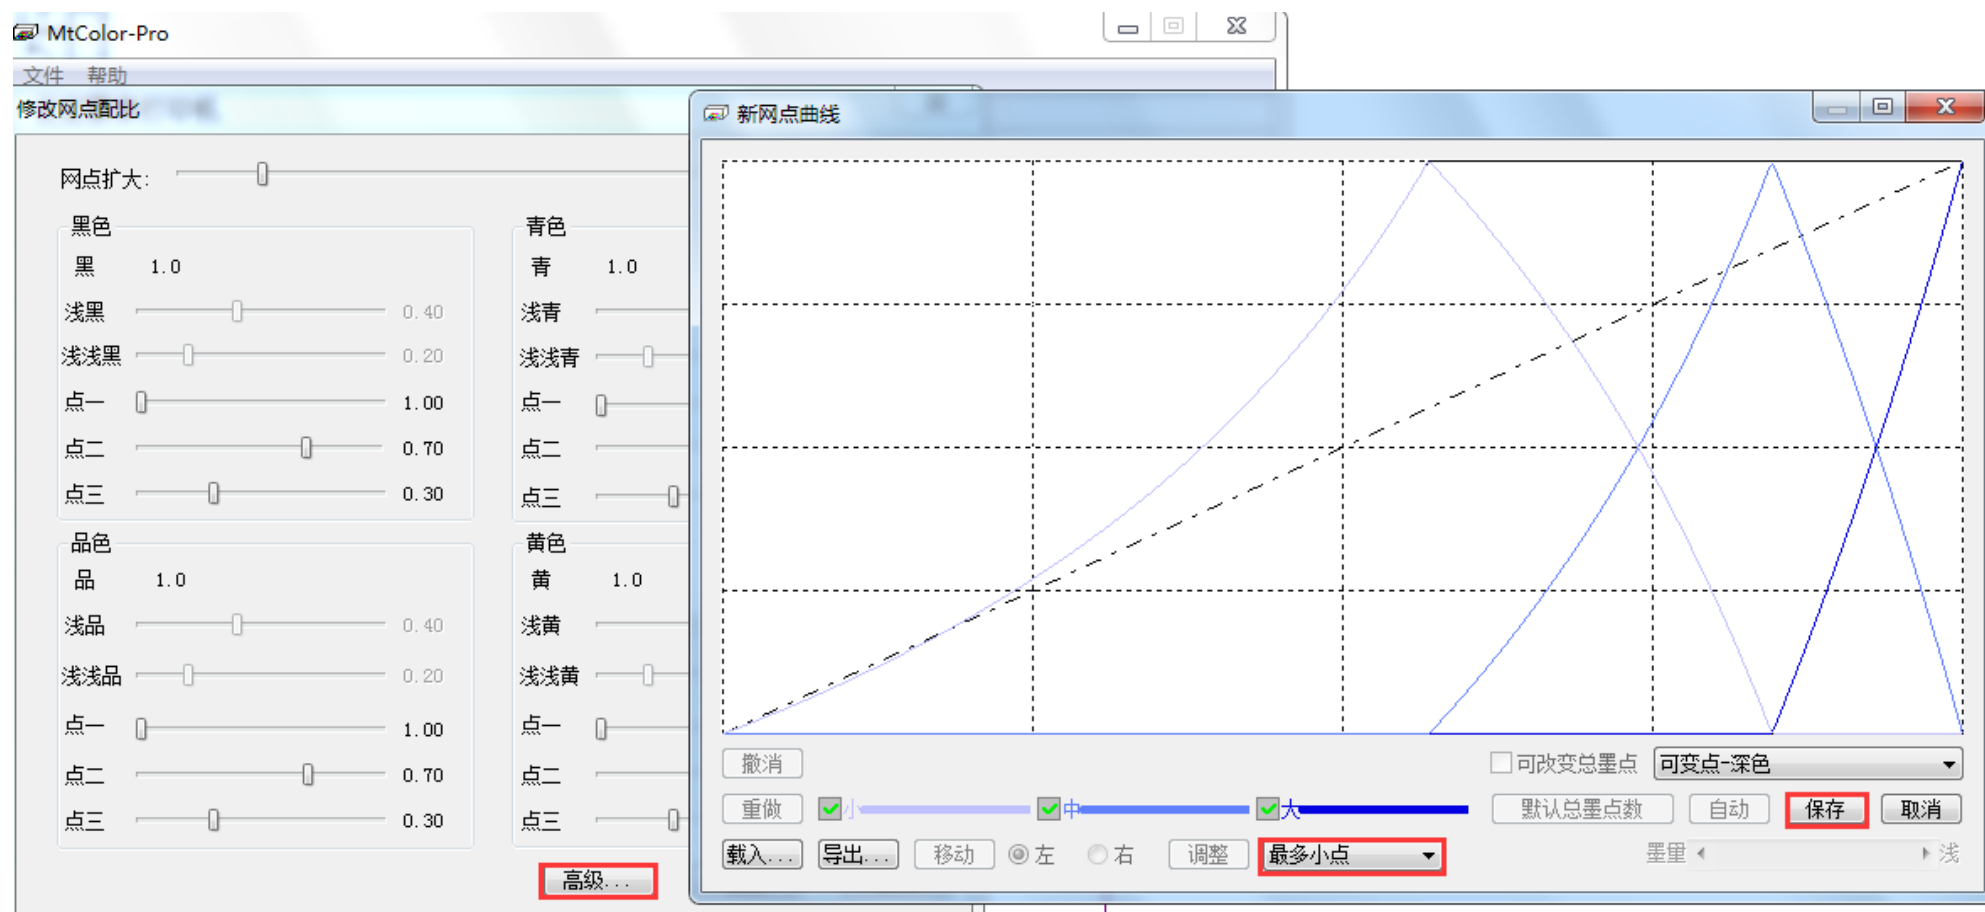 MtColor-Pro
文件 帮助
修改网点配比
网点扩大:
黑色
黑 1.0
浅黑 0.40
浅浅黑 0.20
点一 1.00
点二 0.70
点三 0.30
青色
青 1.0
浅青
浅浅青
点一
点二
点三
品色
品 1.0
浅品 0.40
浅浅品 0.20
点一 1.00
点二 0.70
点三 0.30
黄色
黄 1.0
浅黄
浅浅黄
点一
点二
点三
高级...
新网点曲线
撤消 可改变总墨点 可变点-深色
重做 小 中 大 默认总墨点数 自动 保存 取消
载入... 导出... 移动 左 右 调整 最多小点 墨里 浅